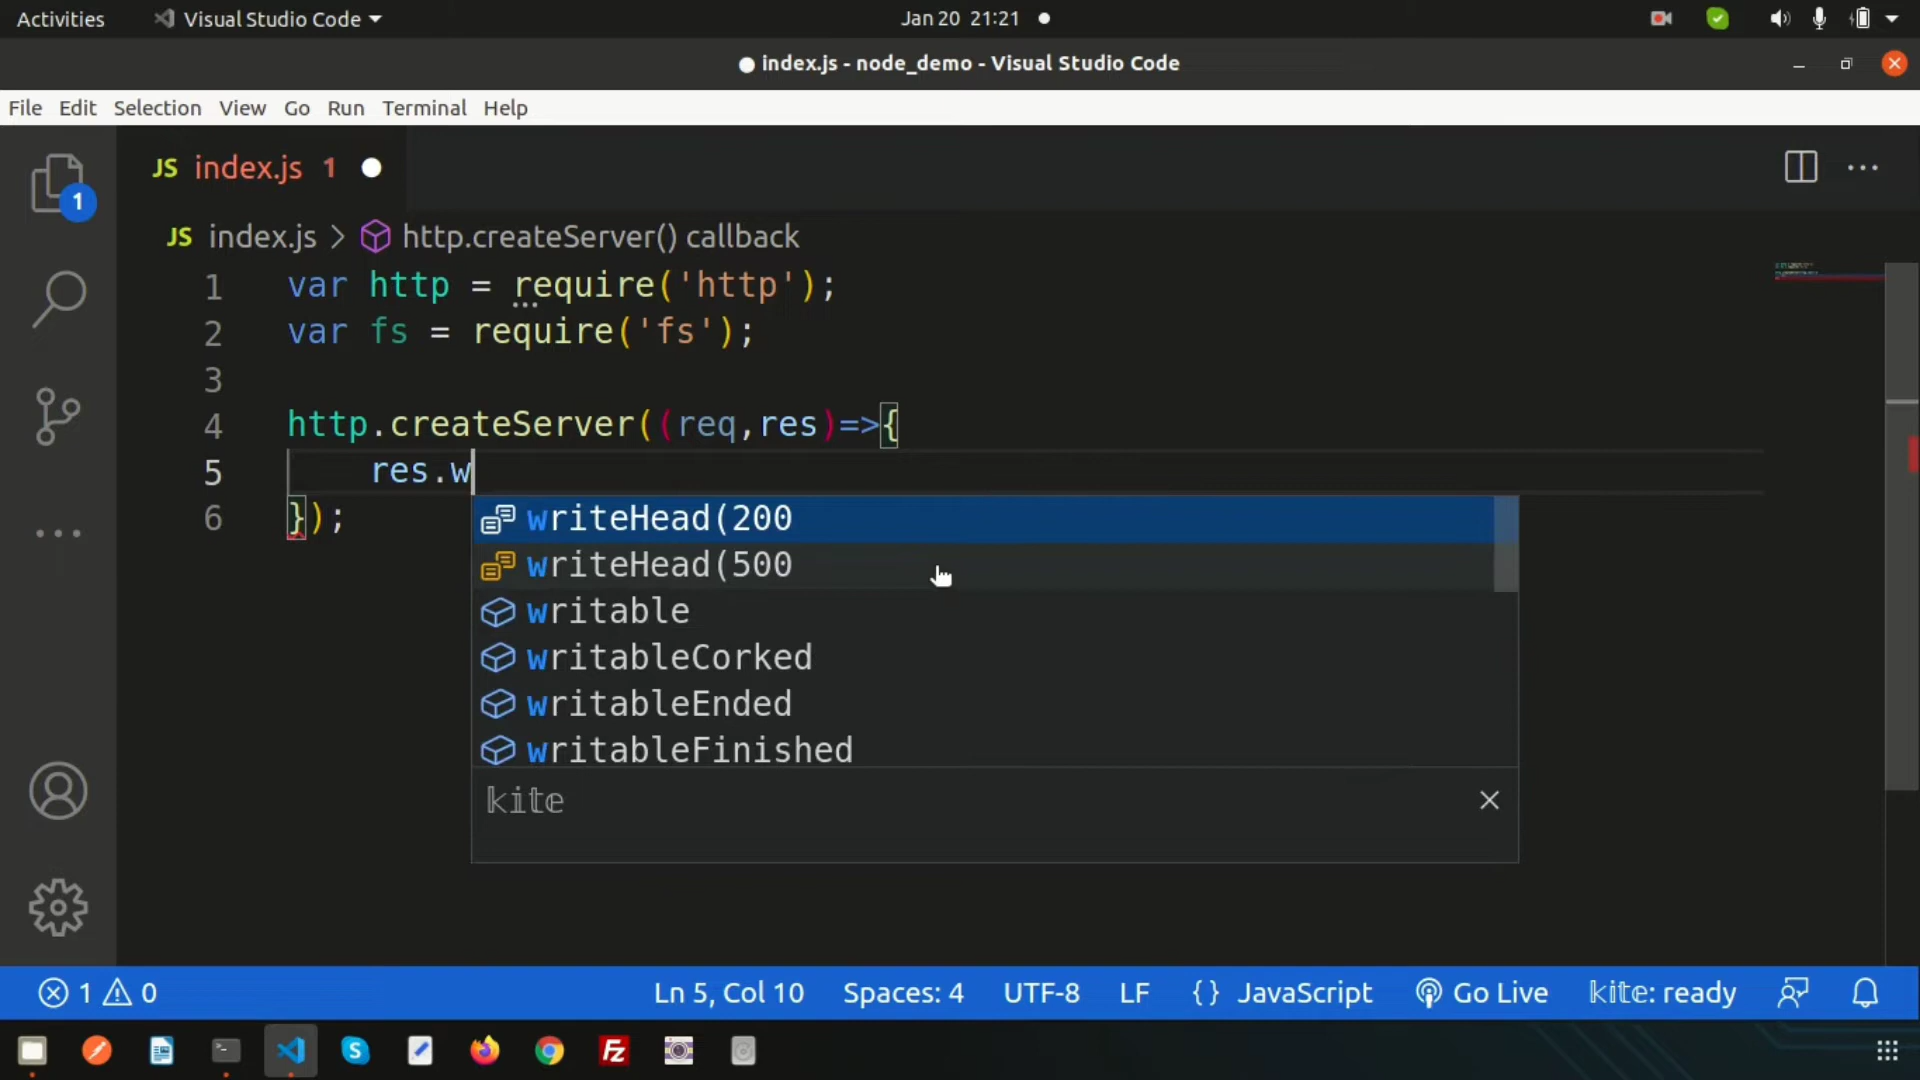 Activities Visual Studio Code Jan 20 21:21
index.js - node_demo - Visual Studio Code
File Edit Selection View Go Run Terminal Help
JS index.js 1
1
JS index.js > http.createServer() callback
1 var http = require('http');
2 var fs = require('fs');
3
4 http.createServer((req,res)=>{
5 res.w
6 });
writeHead(200
writeHead(500
writable
writableCorked
writableEnded
writableFinished
kite
1 0 Ln 5, Col 10 Spaces: 4 UTF-8 LF {} JavaScript Go Live kite: ready